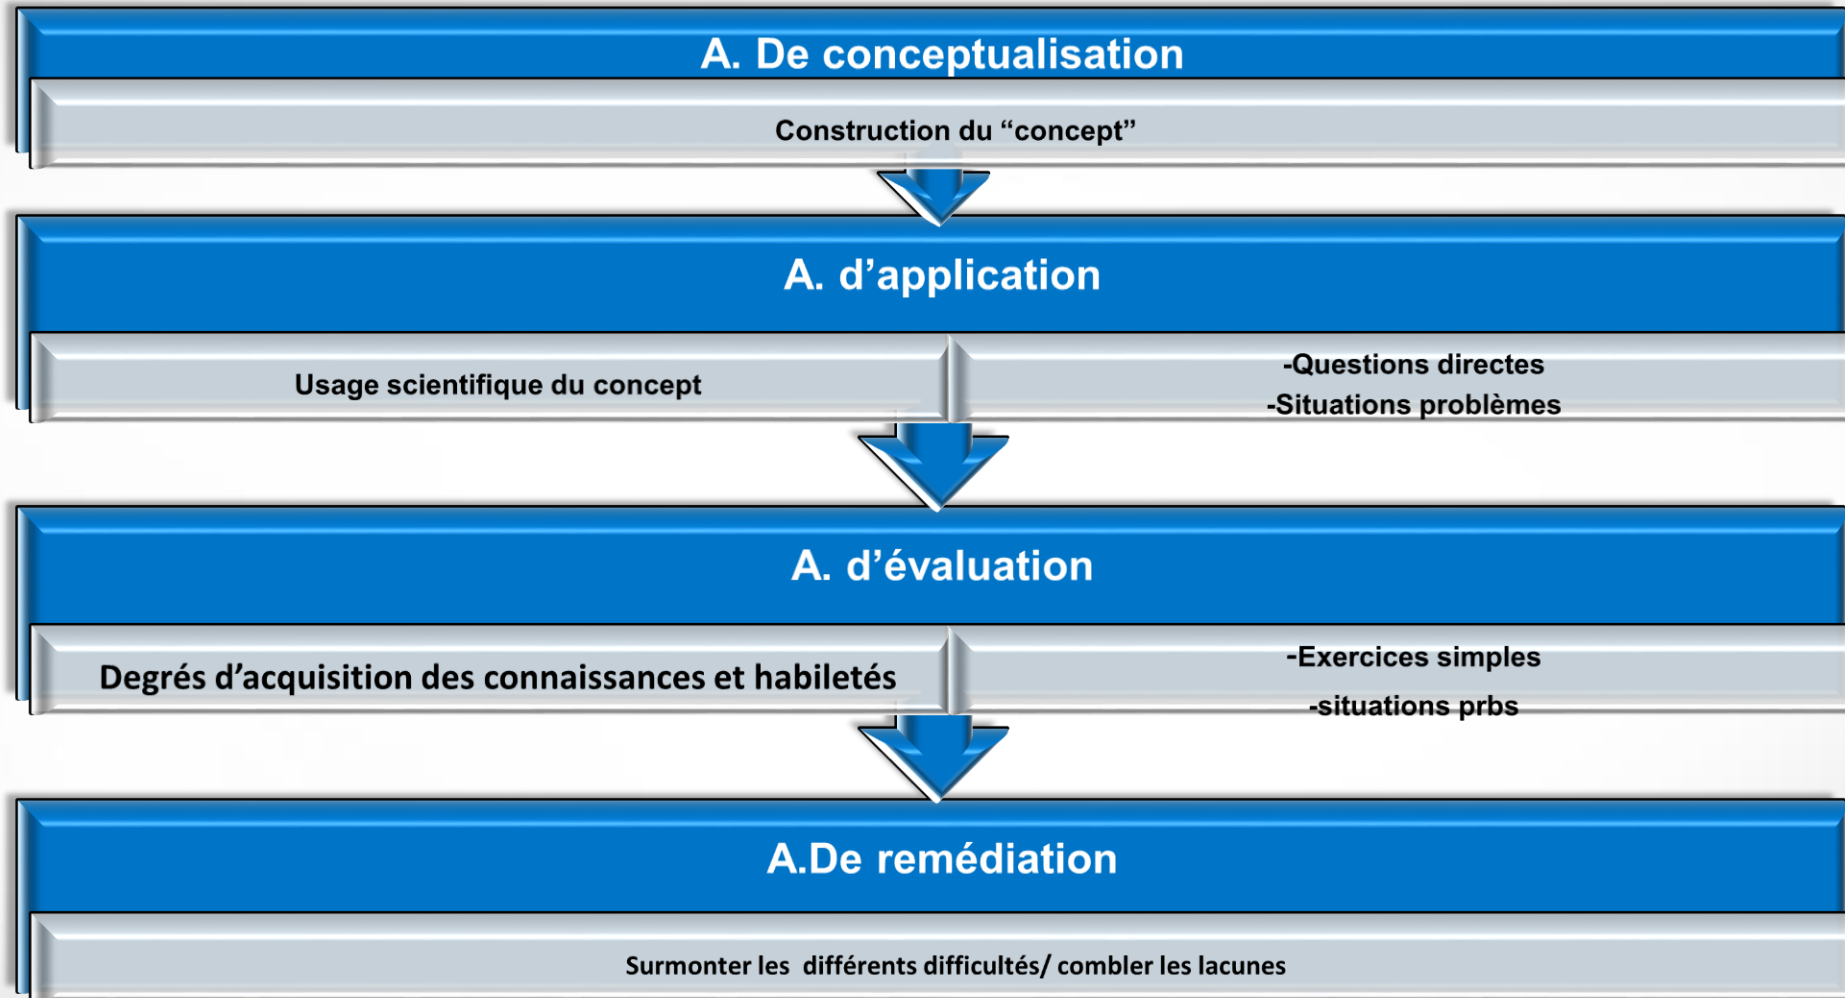 A. De conceptualisation
Construction du “concept”
A. d’application
Usage scientifique du concept
-Questions directes
-Situations problèmes
A. d’évaluation
Degrés d’acquisition des connaissances et habiletés
-Exercices simples
-situations prbs
A.De remédiation
Surmonter les différents difficultés/ combler les lacunes